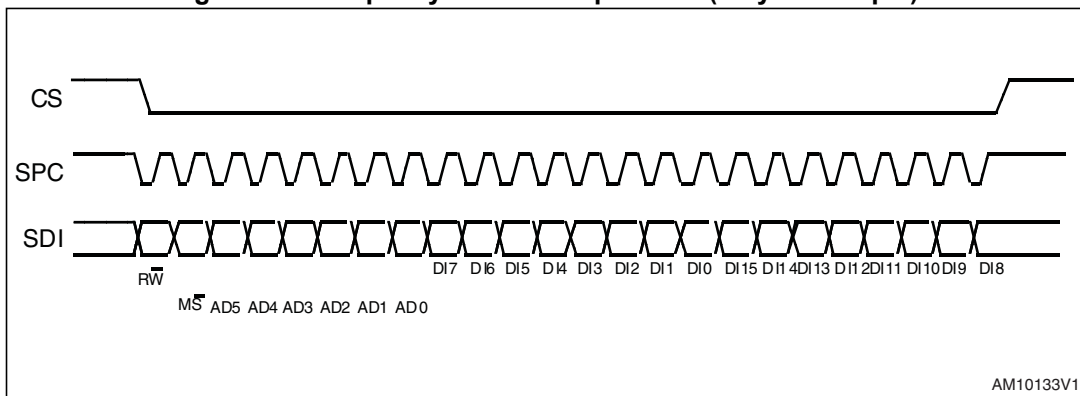 CS
SPC
SDI
RW̅
DI7 DI6 DI5 DI4 DI3 DI2 DI1 DI0 DI15 DI14 DI13 DI12 DI11 DI10 DI9 DI8
MS̅ AD5 AD4 AD3 AD2 AD1 AD0
AM10133V1